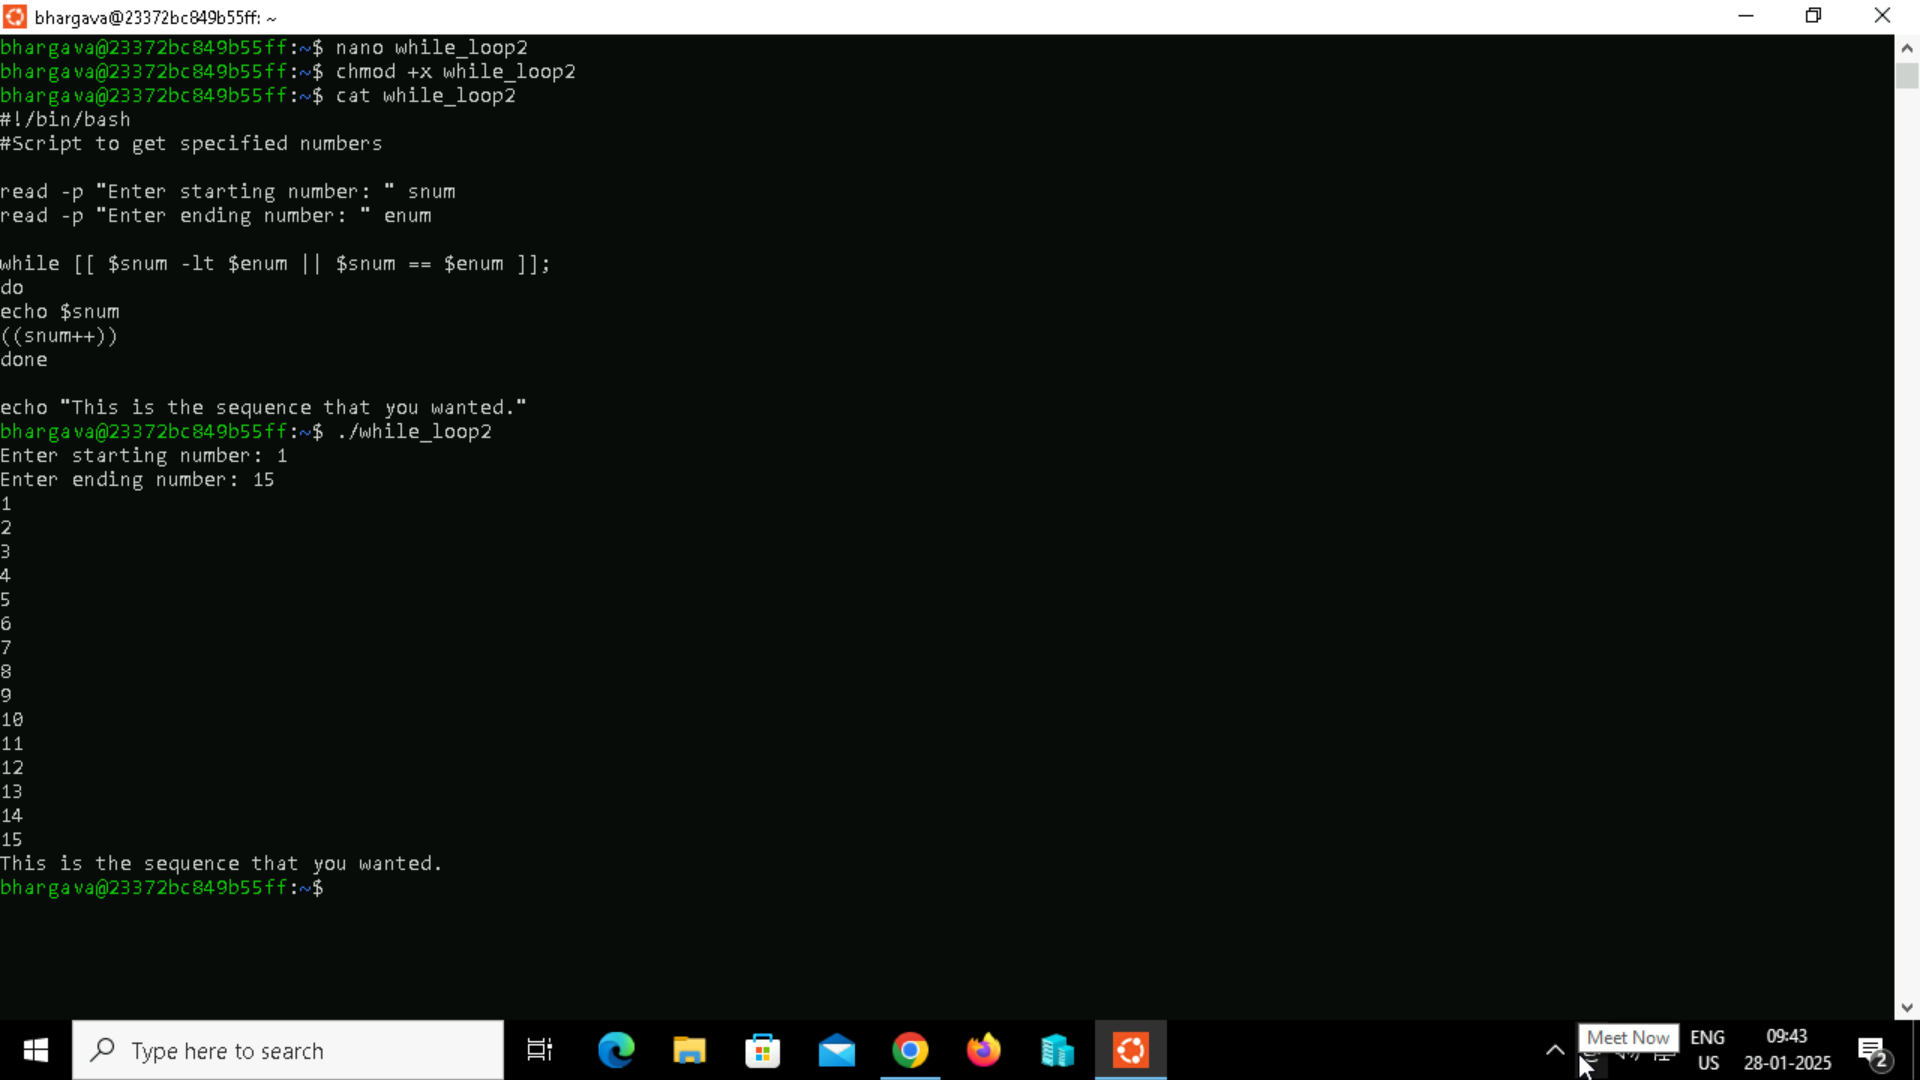 bhargava@23372bc849b55ff: ~
bhargava@23372bc849b55ff:~$ nano while_loop2
bhargava@23372bc849b55ff:~$ chmod +x while_loop2
bhargava@23372bc849b55ff:~$ cat while_loop2
#!/bin/bash
#Script to get specified numbers
read -p "Enter starting number: " snum
read -p "Enter ending number: " enum
while [[ $snum -lt $enum || $snum == $enum ]];
do
echo $snum
((snum++))
done
echo "This is the sequence that you wanted."
bhargava@23372bc849b55ff:~$ ./while_loop2
Enter starting number: 1
Enter ending number: 15
1
2
3
4
5
6
7
8
9
10
11
12
13
14
15
This is the sequence that you wanted.
bhargava@23372bc849b55ff:~$
Type here to search
Meet Now
ENG
US
09:43
28-01-2025
2